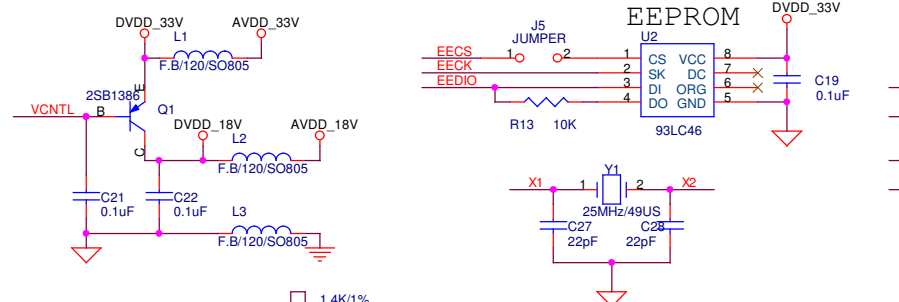 DVDD_33V
AVDD_33V
L1
F.B/120/SO805
2SB1386
E
Q1
VCNTL
B
C
DVDD_18V
AVDD_18V
L2
F.B/120/SO805
C21
0.1uF
C22
0.1uF
L3
F.B/120/SO805
1.4K/1%
EEPROM
DVDD_33V
J5
JUMPER
U2
EECS
1
2
1
CS
VCC
8
EECK
2
SK
DC
7
EEDIO
3
DI
ORG
6
4
DO
GND
5
R13
10K
93LC46
C19
0.1uF
Y1
X1
1
2
X2
25MHz/49US
C27
22pF
C28
22pF